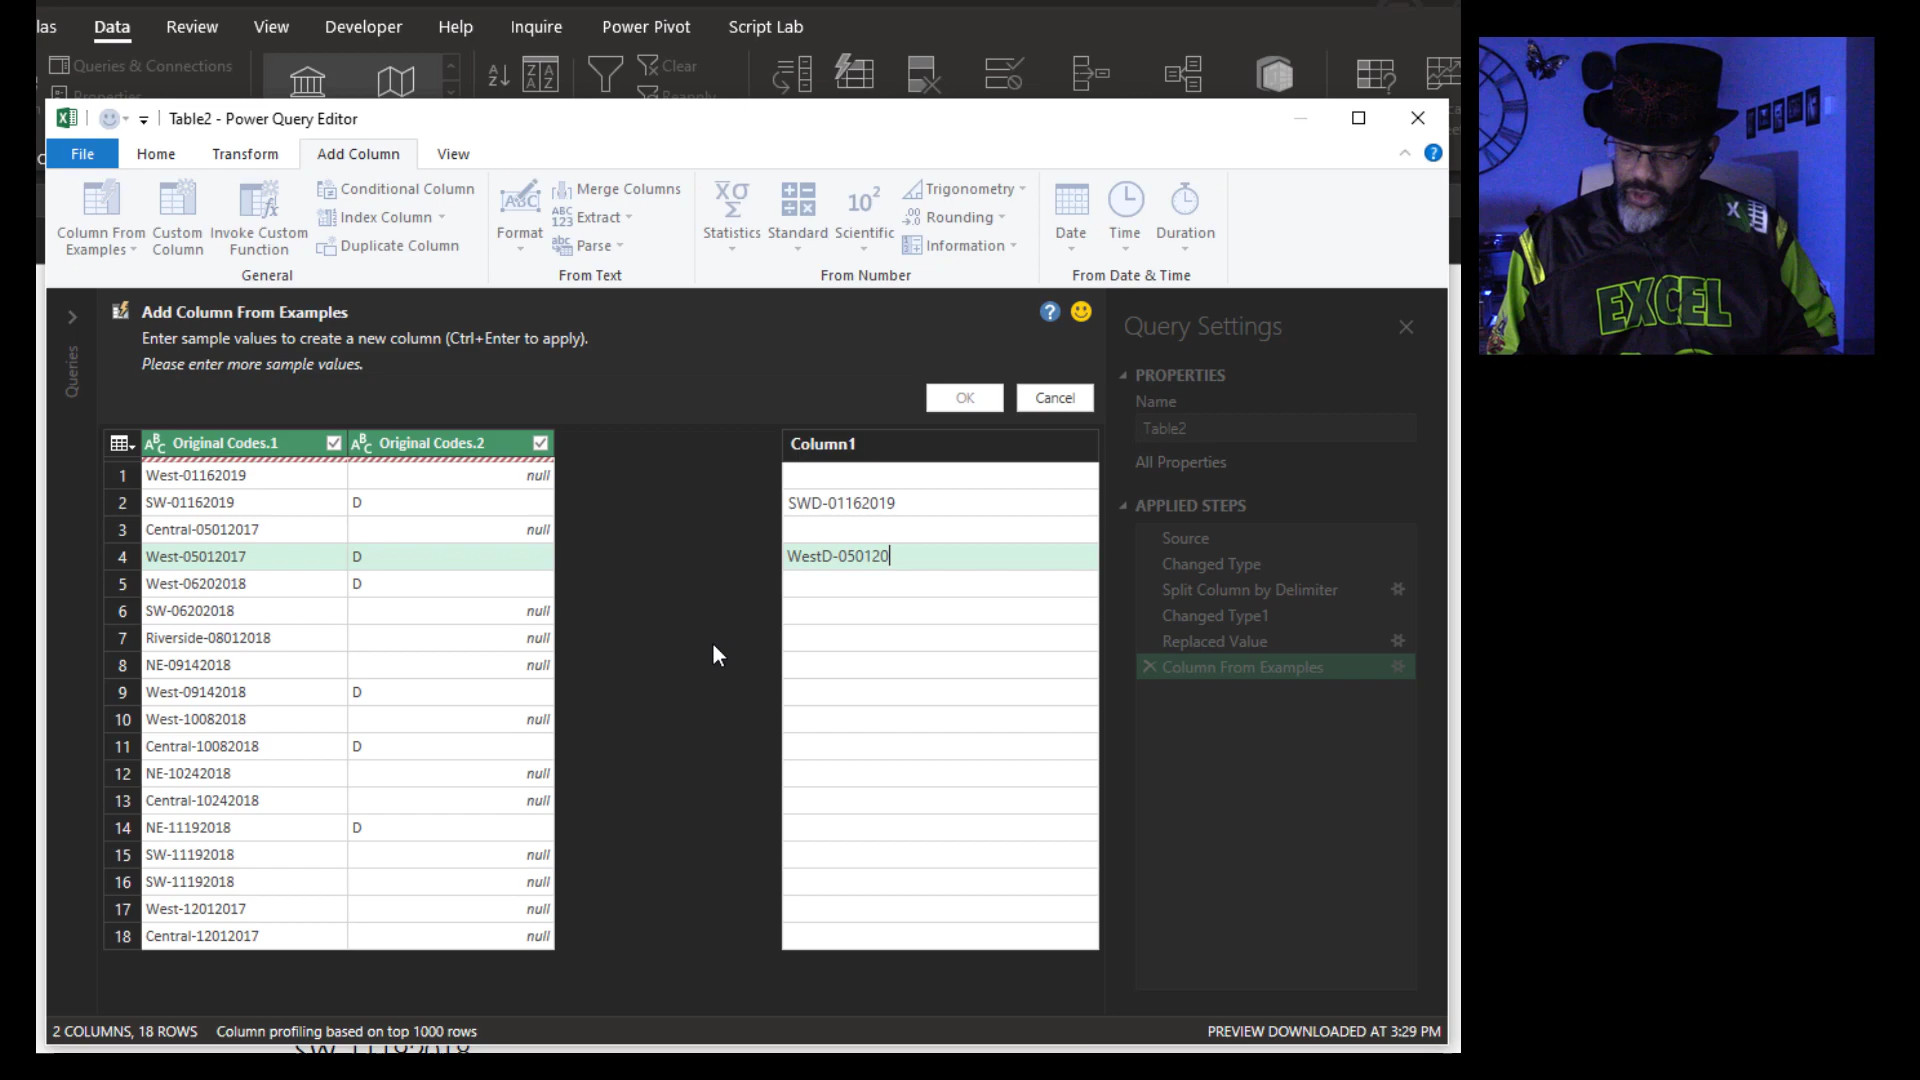 las Data Review View Developer Help Inquire Power Pivot Script Lab
Queries & Connections
Properties
Clear
Reapply
Table2 - Power Query Editor
File Home Transform Add Column View
Column From Examples
Custom Column
Invoke Custom Function
Conditional Column
Index Column
Duplicate Column
General
Format
Merge Columns
Extract
Parse
From Text
Statistics
Standard
Scientific
Trigonometry
Rounding
Information
From Number
Date
Time
Duration
From Date & Time
Queries
Add Column From Examples
Enter sample values to create a new column (Ctrl+Enter to apply).
Please enter more sample values.
OK Cancel
Original Codes.1 Original Codes.2 Column1
1 West-01162019 null
2 SW-01162019 D SWD-01162019
3 Central-05012017 null
4 West-05012017 D WestD-050120
5 West-06202018 D
6 SW-06202018 null
7 Riverside-08012018 null
8 NE-09142018 null
9 West-09142018 D
10 West-10082018 null
11 Central-10082018 D
12 NE-10242018 null
13 Central-10242018 null
14 NE-11192018 D
15 SW-11192018 null
16 SW-11192018 null
17 West-12012017 null
18 Central-12012017 null
Query Settings
PROPERTIES
Name
Table2
All Properties
APPLIED STEPS
Source
Changed Type
Split Column by Delimiter
Changed Type1
Replaced Value
Column From Examples
2 COLUMNS, 18 ROWS Column profiling based on top 1000 rows
PREVIEW DOWNLOADED AT 3:29 PM
SW-11192018
EXCEL